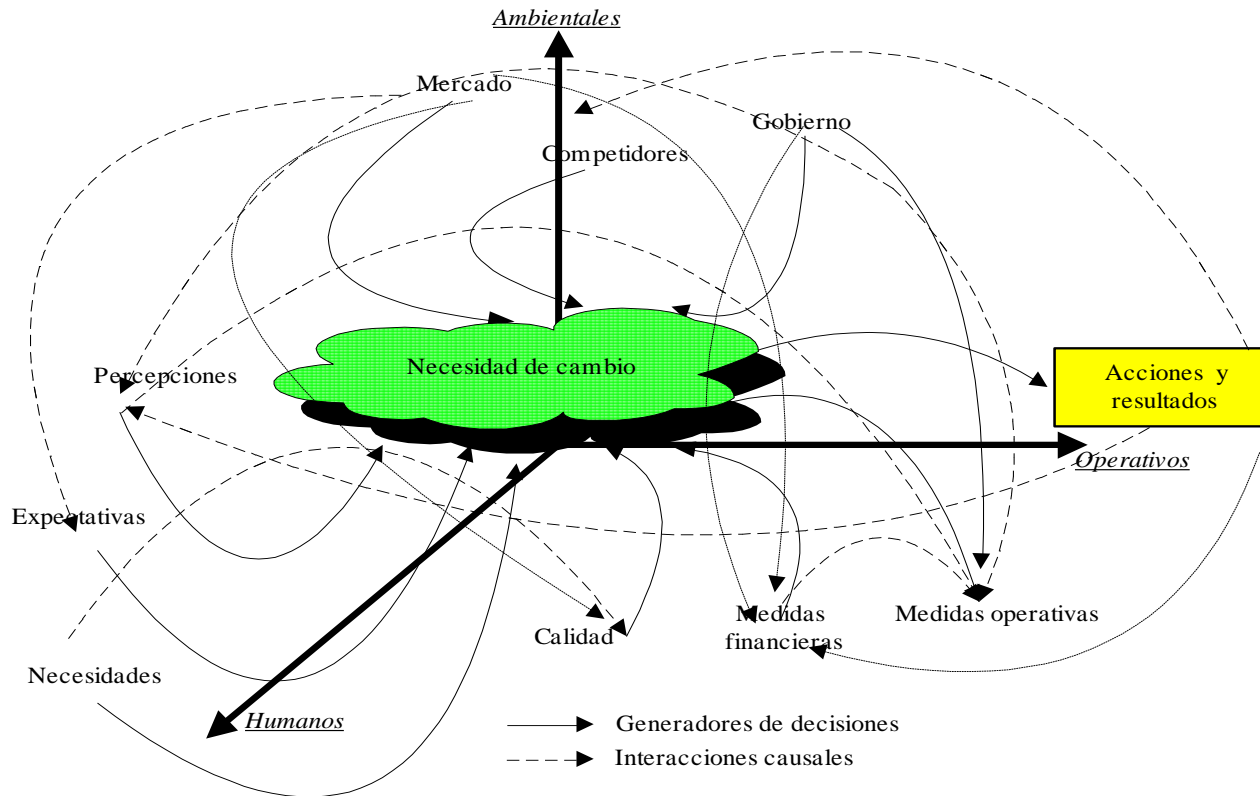 Ambientales
Mercado
Gobierno
Competidores
Necesidad de cambio
Percepciones
Acciones y
resultados
Operativos
Expectativas
Medidas
financieras
Medidas operativas
Calidad
Necesidades
Humanos
Generadores de decisiones
Interacciones causales